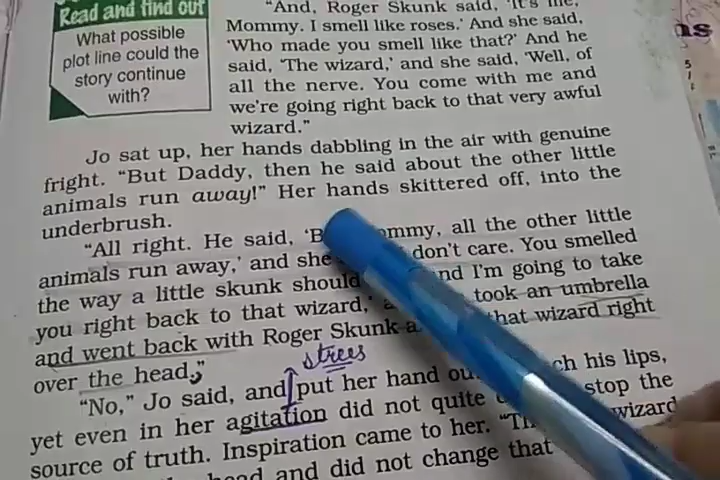 Read and find out
What possible
plot line could the
story continue
with?
"And, Roger Skunk said, 'It's me,
Mommy. I smell like roses.' And she said,
'Who made you smell like that?' And he
said, 'The wizard,' and she said, 'Well, of
all the nerve. You come with me and
we're going right back to that very awful
wizard."
Jo sat up, her hands dabbling in the air with genuine
fright. "But Daddy, then he said about the other little
animals run away!" Her hands skittered off, into the
underbrush.
"All right. He said, ommy, all the other little
animals run away,' and she don't care. You smelled
the way a little skunk should nd I'm going to take
you right back to that wizard,' took an umbrella
and went back with Roger Skunk a that wizard right
over the head."
strees
"No," Jo said, and put her hand ou ch his lips,
yet even in her agitation did not quite stop the
source of truth. Inspiration came to her. wizard
head and did not change that